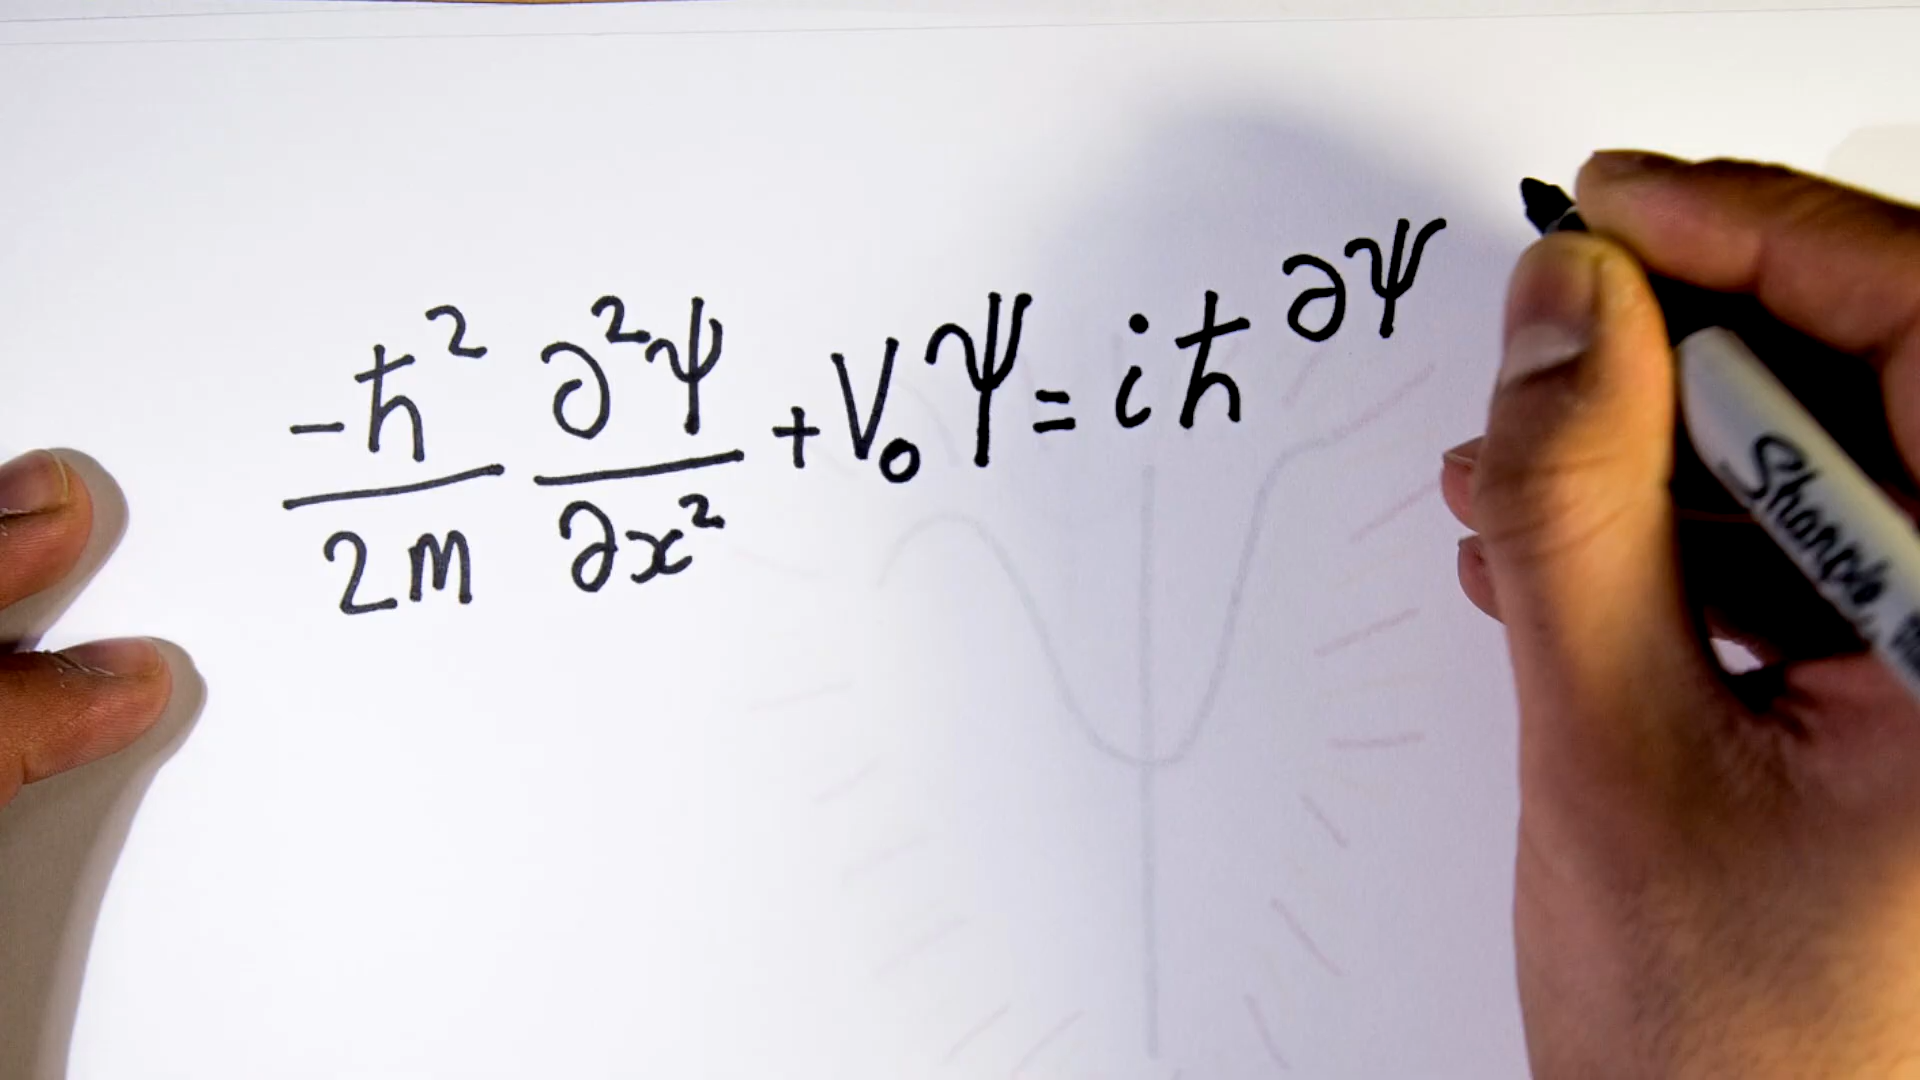 -ħ² ∂²ψ + V₀ψ = iħ ∂ψ
2m ∂x²
Sharpie